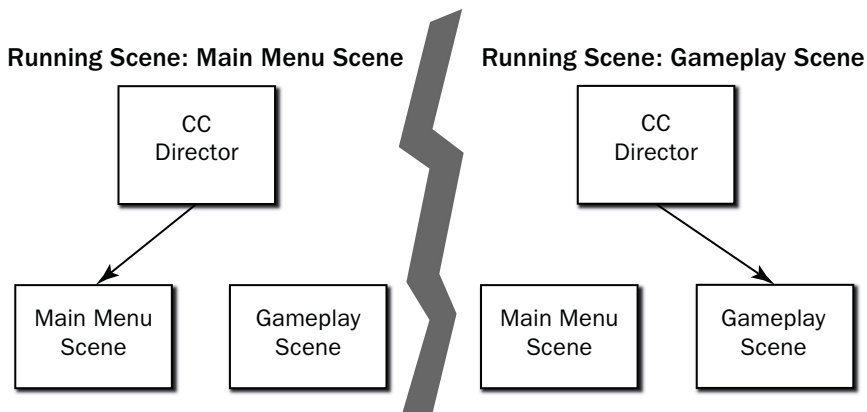 Running Scene: Main Menu Scene
CC
Director
Main Menu
Scene
Gameplay
Scene
Running Scene: Gameplay Scene
CC
Director
Main Menu
Scene
Gameplay
Scene